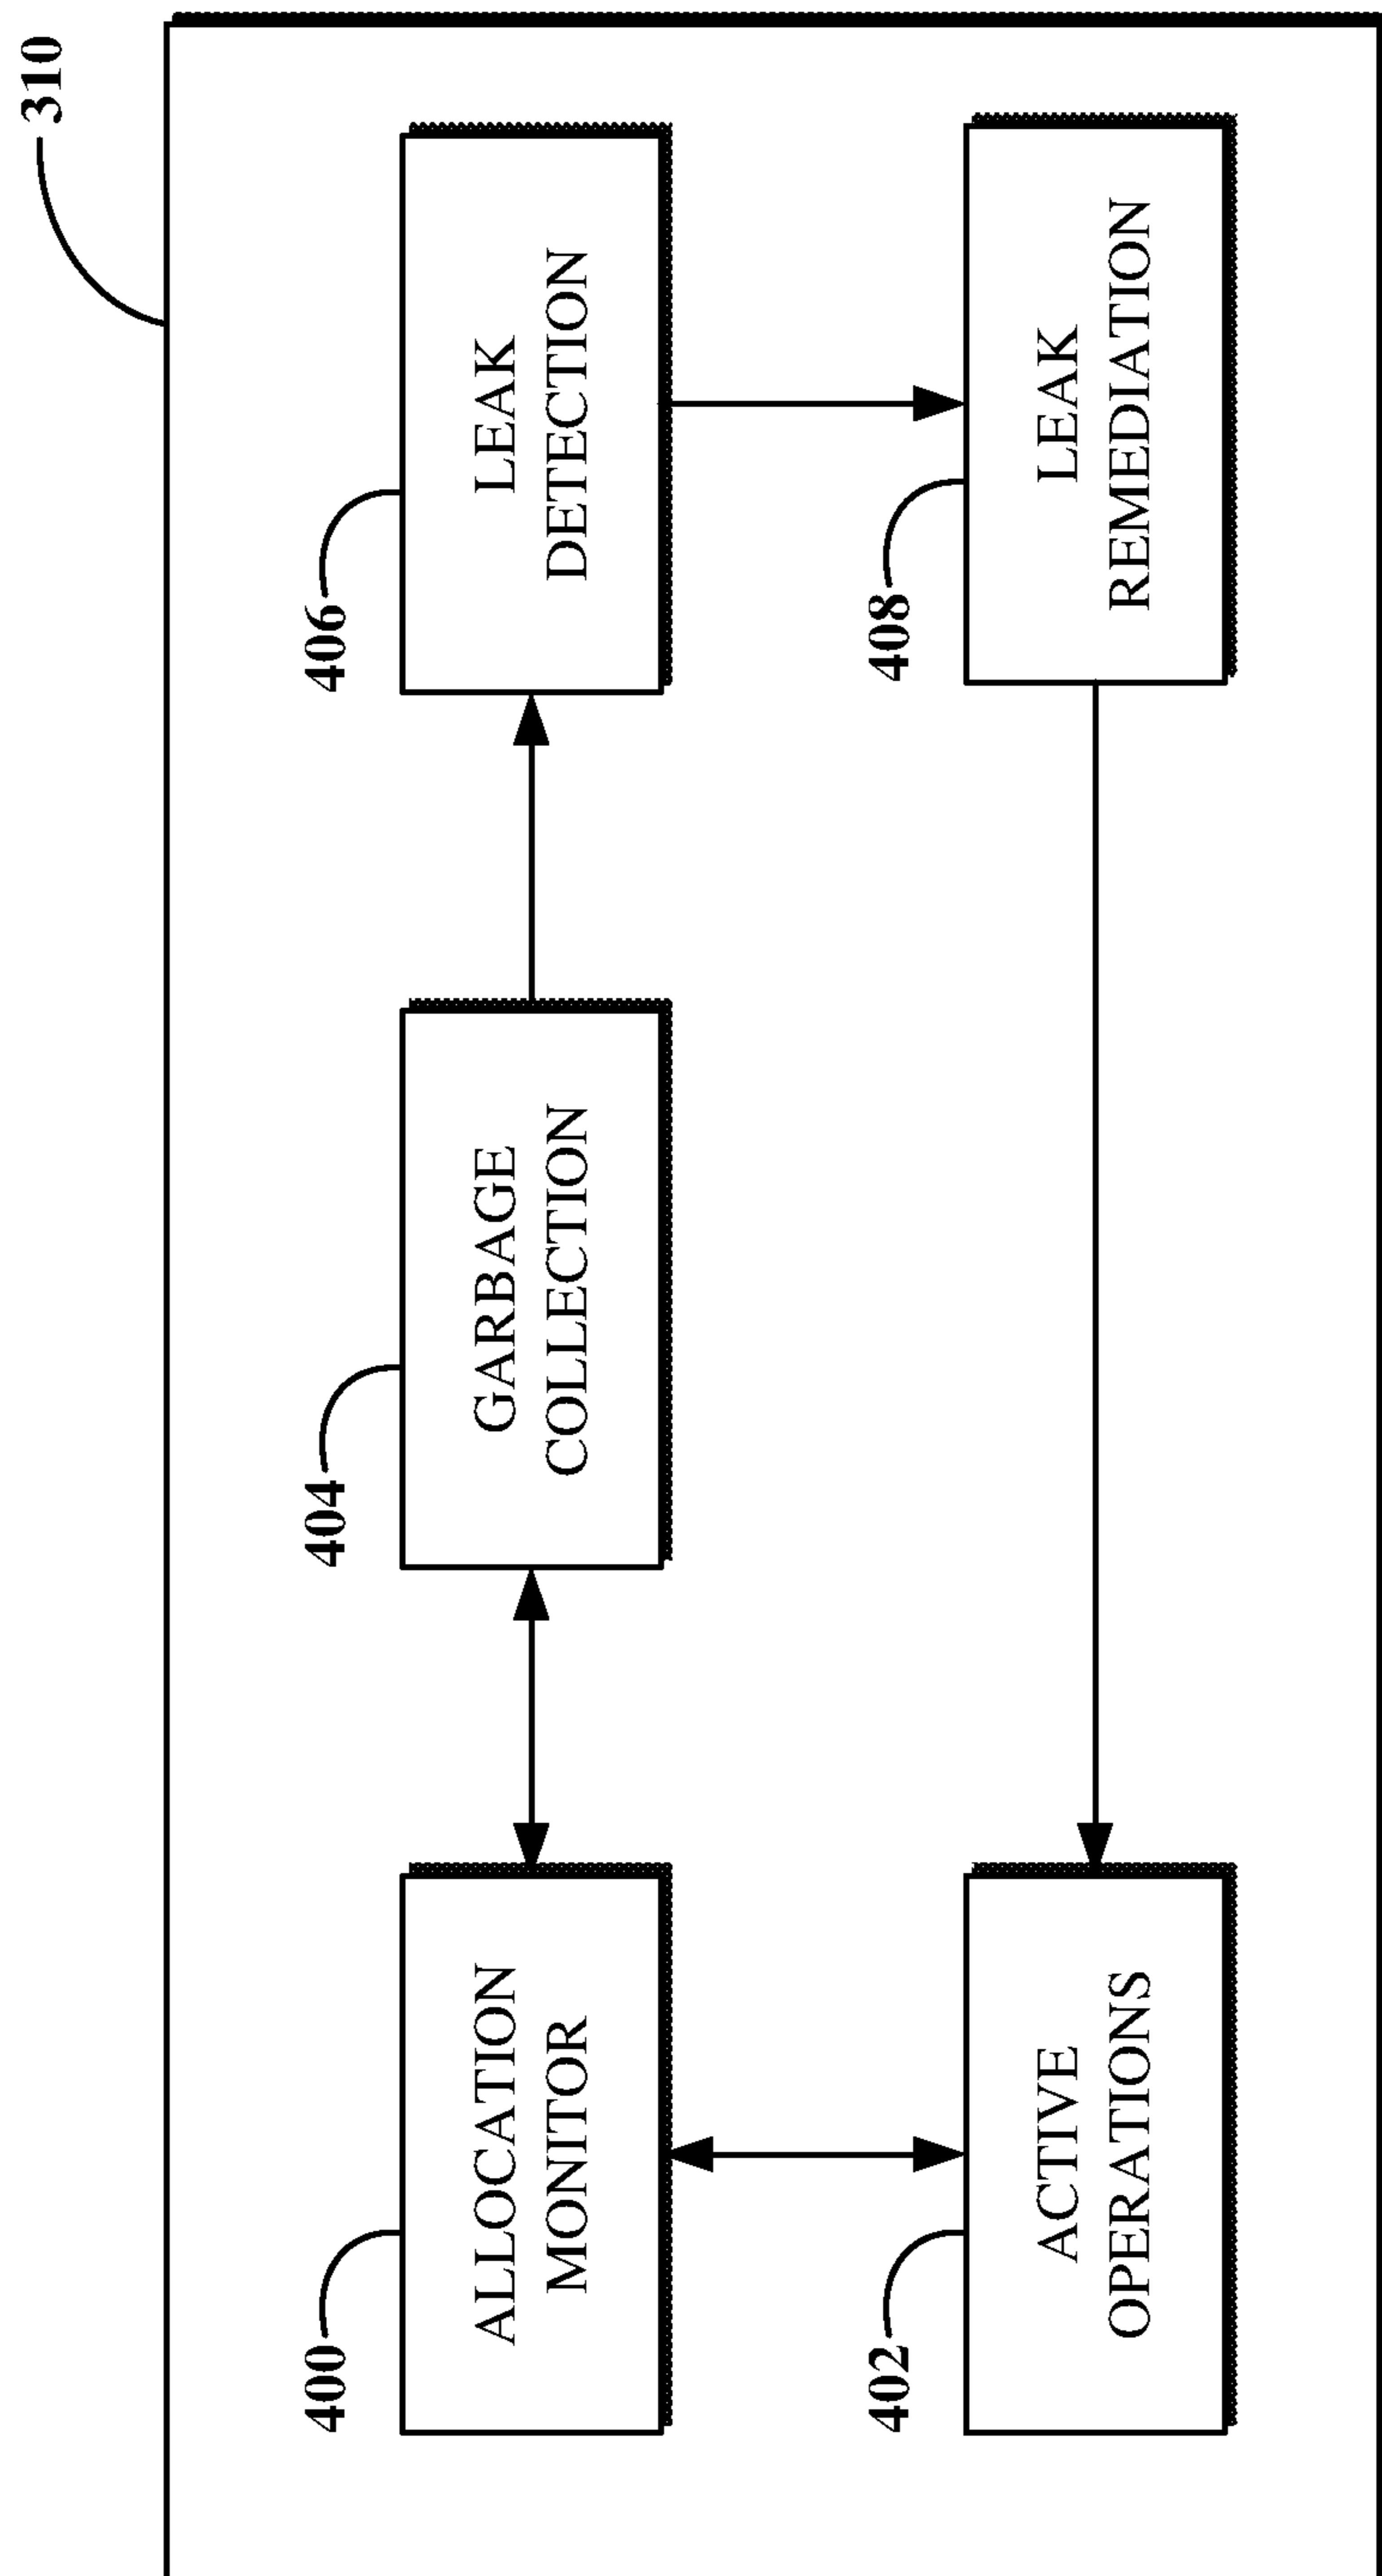 310
400
ALLOCATION
MONITOR
404
GARBAGE
COLLECTION
406
LEAK
DETECTION
402
ACTIVE
OPERATIONS
408
LEAK
REMEDIATION